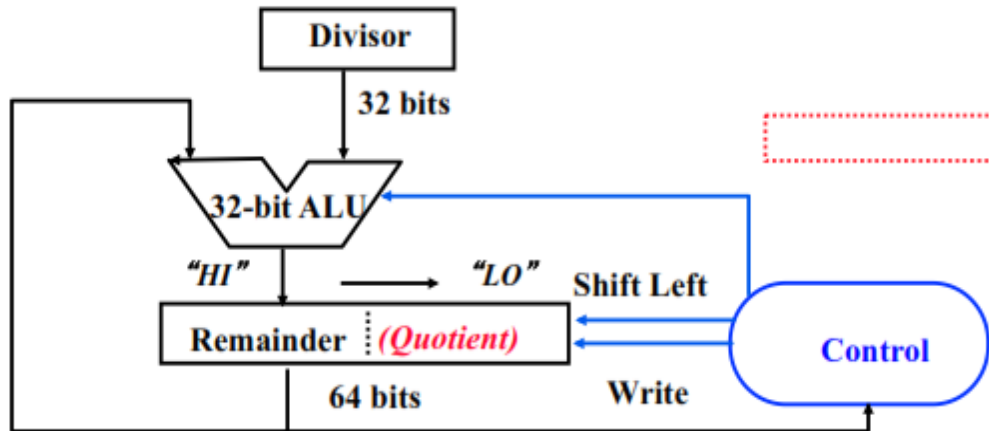 Divisor
32 bits
32-bit ALU
“HI”
“LO”
Shift Left
Remainder
(Quotient)
Control
64 bits
Write